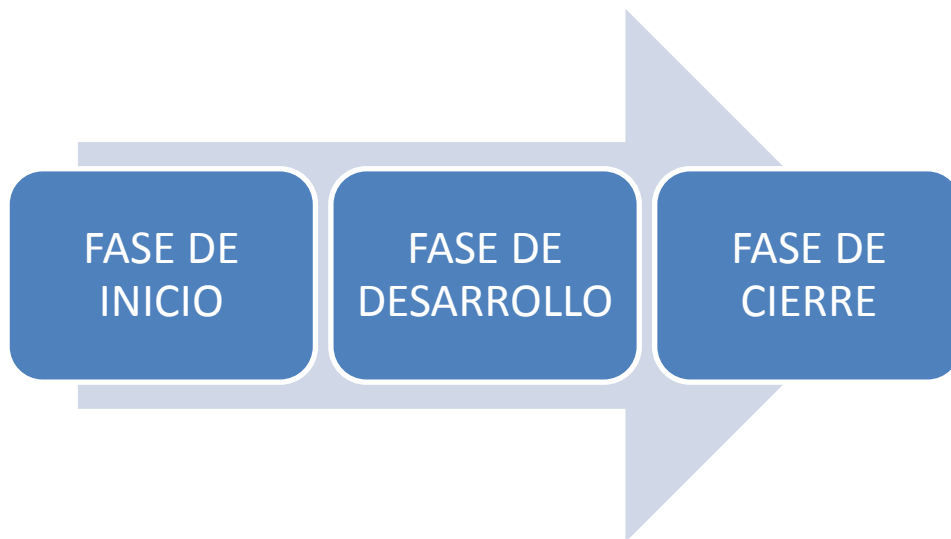 FASE DE
INICIO
FASE DE
DESARROLLO
FASE DE
CIERRE